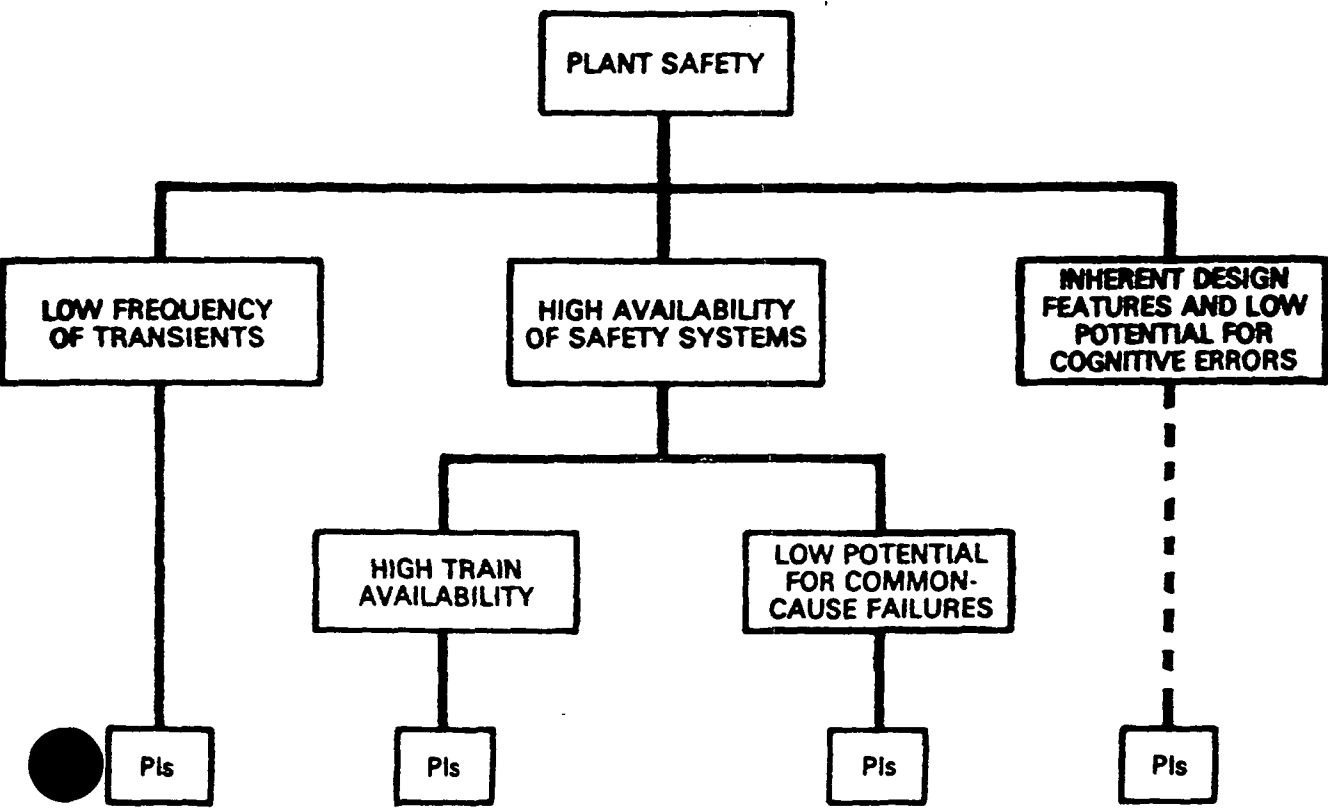 PLANT SAFETY
LOW FREQUENCY
OF TRANSIENTS
HIGH AVAILABILITY
OF SAFETY SYSTEMS
INHERENT DESIGN
FEATURES AND LOW
POTENTIAL FOR
COGNITIVE ERRORS
HIGH TRAIN
AVAILABILITY
LOW POTENTIAL
FOR COMMON-
CAUSE FAILURES
PIs
PIs
PIs
PIs